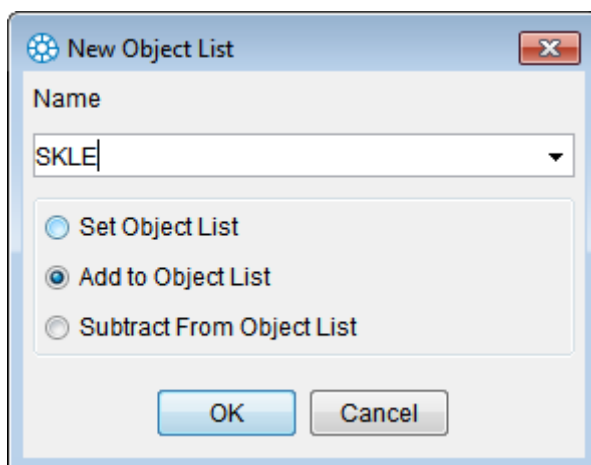 New Object List
Name
SKLE
Set Object List
Add to Object List
Subtract From Object List
OK Cancel